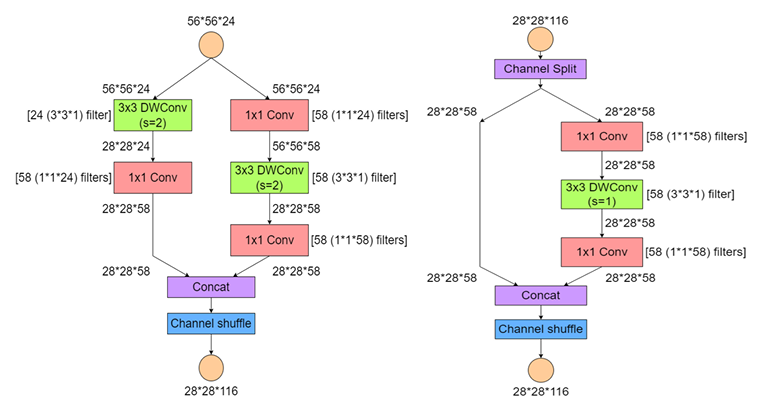 56*56*24
56*56*24
56*56*24
[24 (3*3*1) filter]
3x3 DWConv
(s=2)
1x1 Conv
[58 (1*1*24) filters]
28*28*24
56*56*58
[58 (1*1*24) filters]
1x1 Conv
3x3 DWConv
(s=2)
[58 (3*3*1) filter]
28*28*58
28*28*58
1x1 Conv
[58 (1*1*58) filters]
28*28*58
28*28*58
Concat
Channel shuffle
28*28*116
28*28*116
Channel Split
28*28*58
28*28*58
1x1 Conv
[58 (1*1*58) filters]
28*28*58
3x3 DWConv
(s=1)
[58 (3*3*1) filter]
28*28*58
1x1 Conv
[58 (1*1*58) filters]
28*28*58
28*28*58
Concat
Channel shuffle
28*28*116